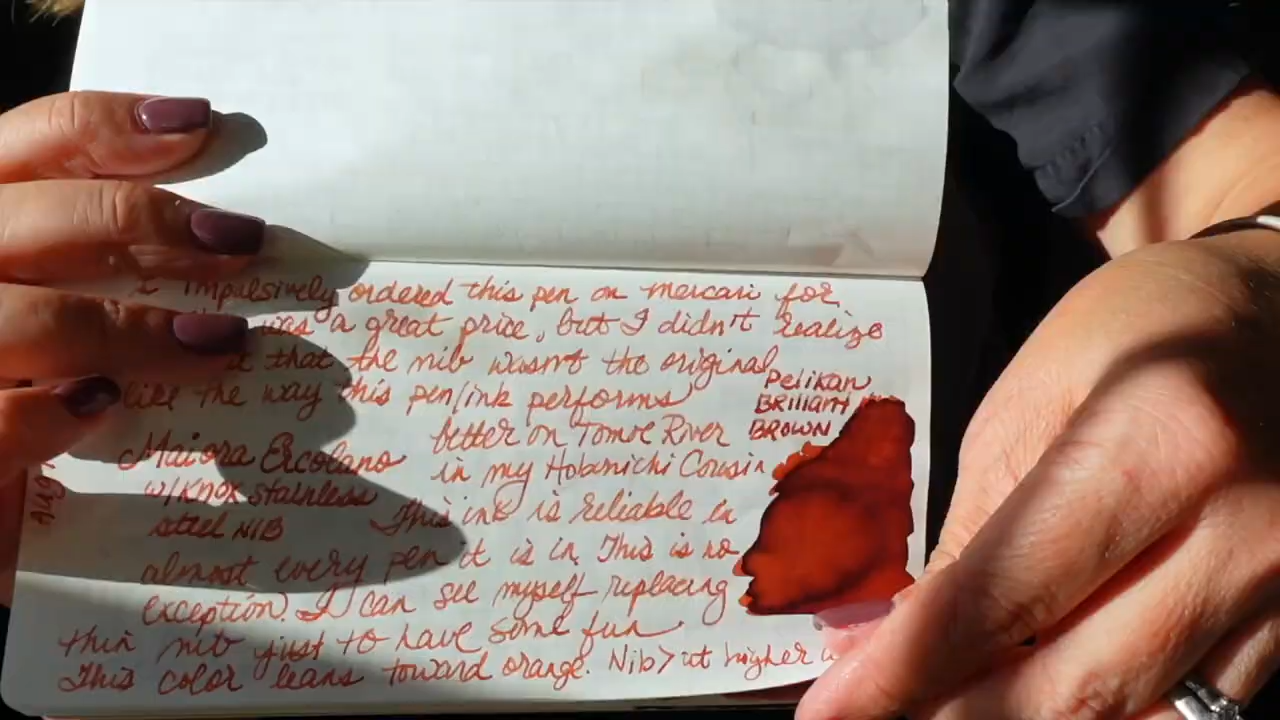 I impulsively ordered this pen on mercari for
was a great price, but I didn't realize
that the nib wasn't the original
like the way this pen/ink performs
Pelikan
BRilliant
BROWN
better on Tomoe River
Maiora Ercolano
in my Hobonichi Cousin
w/Knox stainless
steel NIB
This ink is reliable in
almost every pen it is in. This is no
exception. I can see myself replacing
this nib just to have some fun.
This color leans toward orange. Nib
Aug